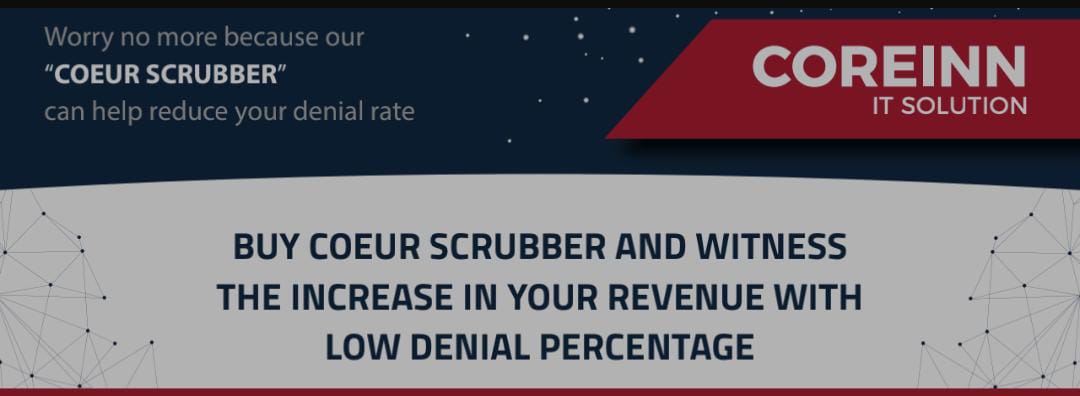 Worry no more because our
“COEUR SCRUBBER”
can help reduce your denial rate
COREINN
IT SOLUTION
BUY COEUR SCRUBBER AND WITNESS
THE INCREASE IN YOUR REVENUE WITH
LOW DENIAL PERCENTAGE